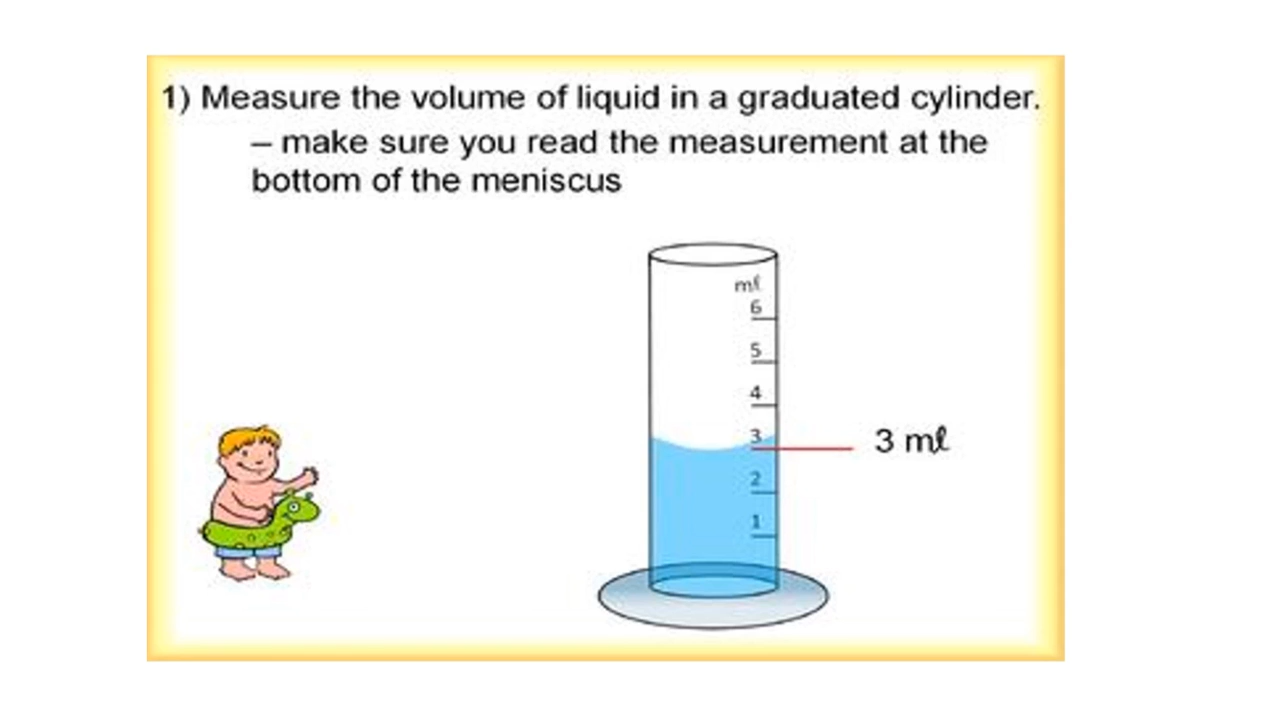 1) Measure the volume of liquid in a graduated cylinder.
– make sure you read the measurement at the
bottom of the meniscus
mℓ
6
5
4
3
3 mℓ
2
1